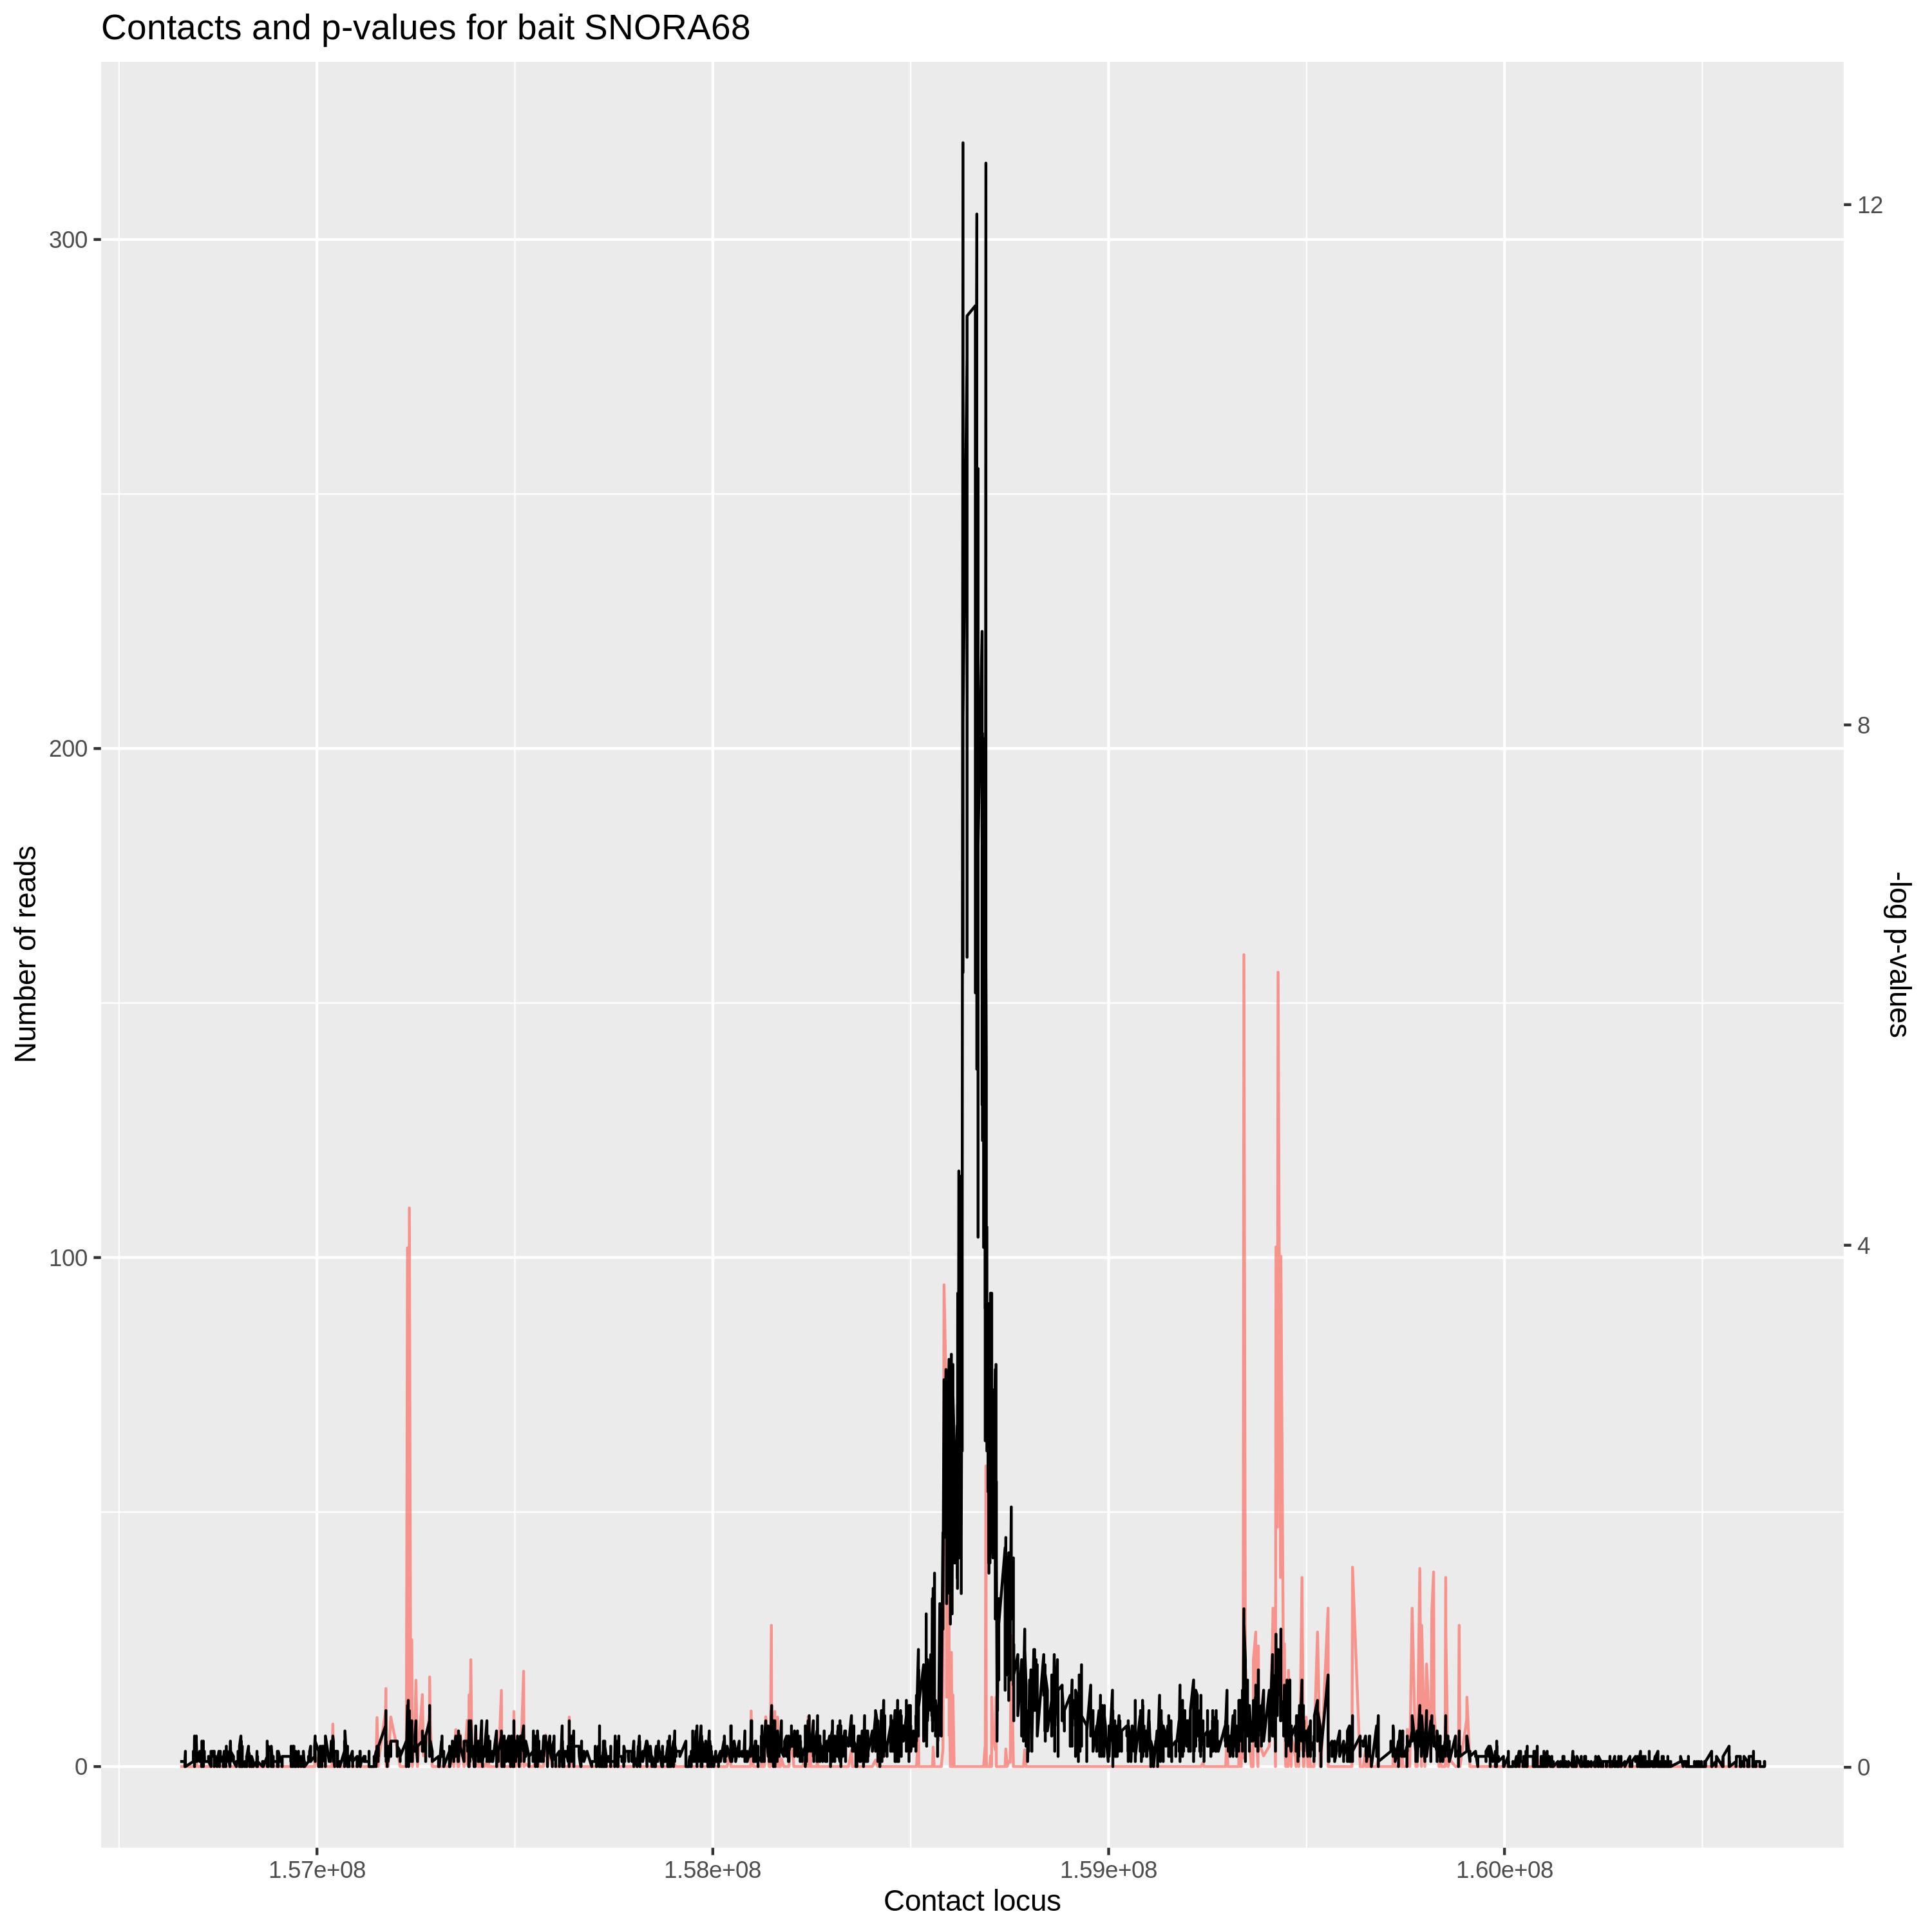 Contacts and p-values for bait SNORA68
300
200
100
0
12
8
4
0
Number of reads
-log p-values
1.57e+08
1.58e+08
1.59e+08
1.60e+08
Contact locus